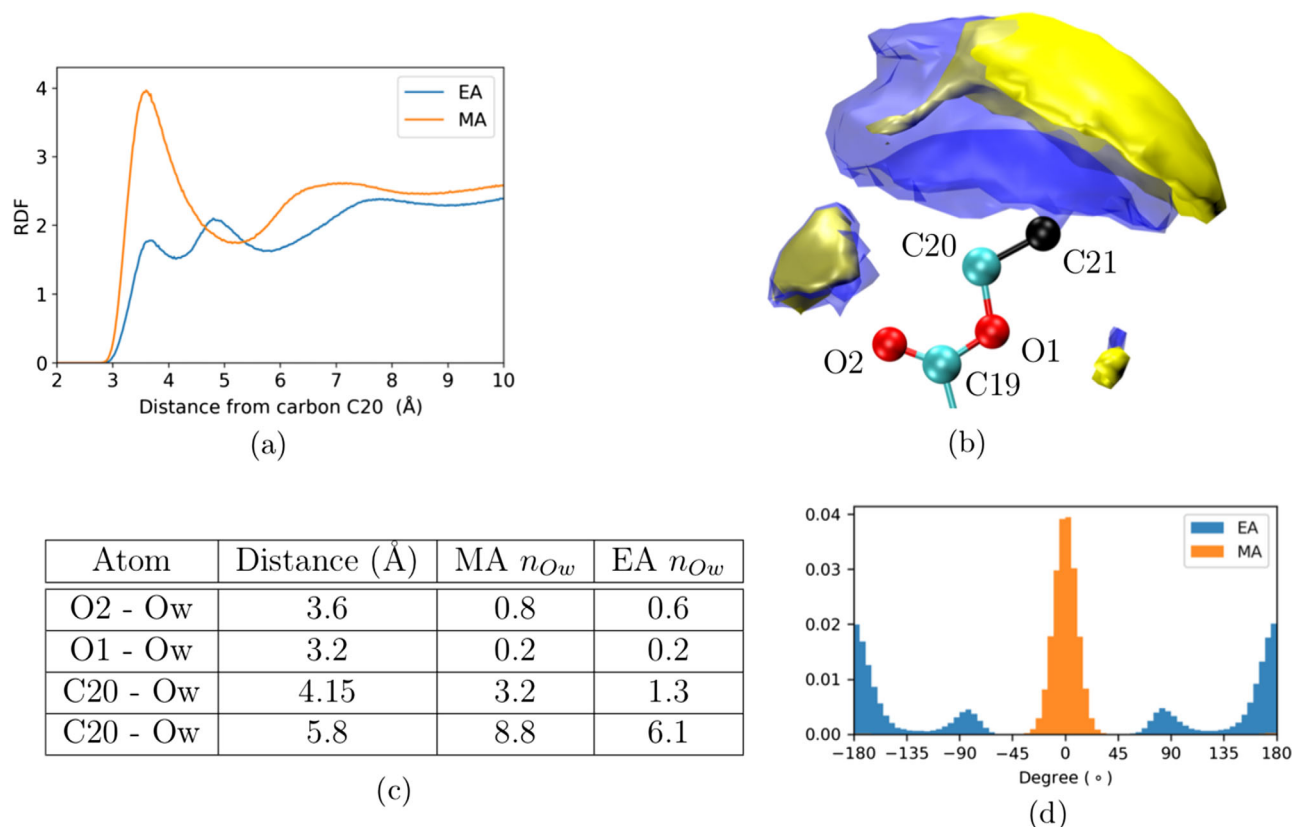 EA
MA
RDF
4
3
2
1
0
2 3 4 5 6 7 8 9 10
Distance from carbon C20 (Å)
(a)
C20
C21
O2
O1
C19
(b)
Atom Distance (Å) MA nOw EA nOw
O2 - Ow 3.6 0.8 0.6
O1 - Ow 3.2 0.2 0.2
C20 - Ow 4.15 3.2 1.3
C20 - Ow 5.8 8.8 6.1
(c)
EA
MA
0.04
0.03
0.02
0.01
0.00
−180 −135 −90 −45 0 45 90 135 180
Degree (∘)
(d)